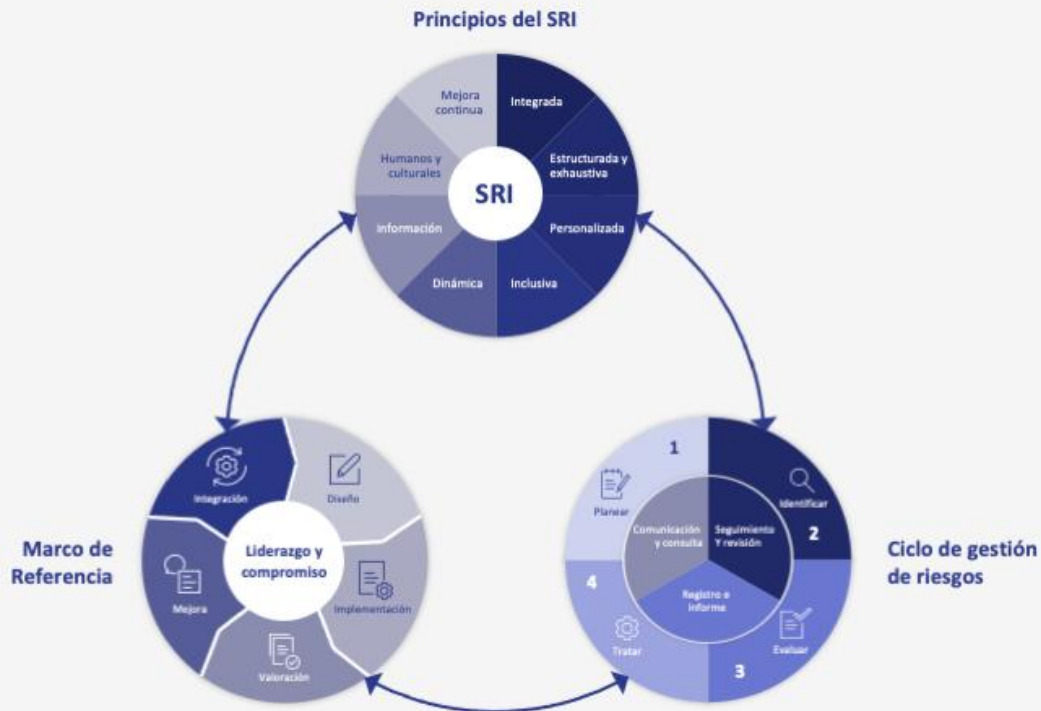 Principios del SRI
Mejora
continua
Integrada
Humanos y
culturales
Estructurada y
exhaustiva
SRI
Información
Personalizada
Dinámica
Inclusiva
Marco de
Referencia
Integración
Diseño
Liderazgo y
compromiso
Mejora
Implementación
Valoración
1
Planear
Identificar
2
Comunicación
y consulta
Seguimiento
Y revisión
Registro e
informe
4
Tratar
Evaluar
3
Ciclo de gestión
de riesgos